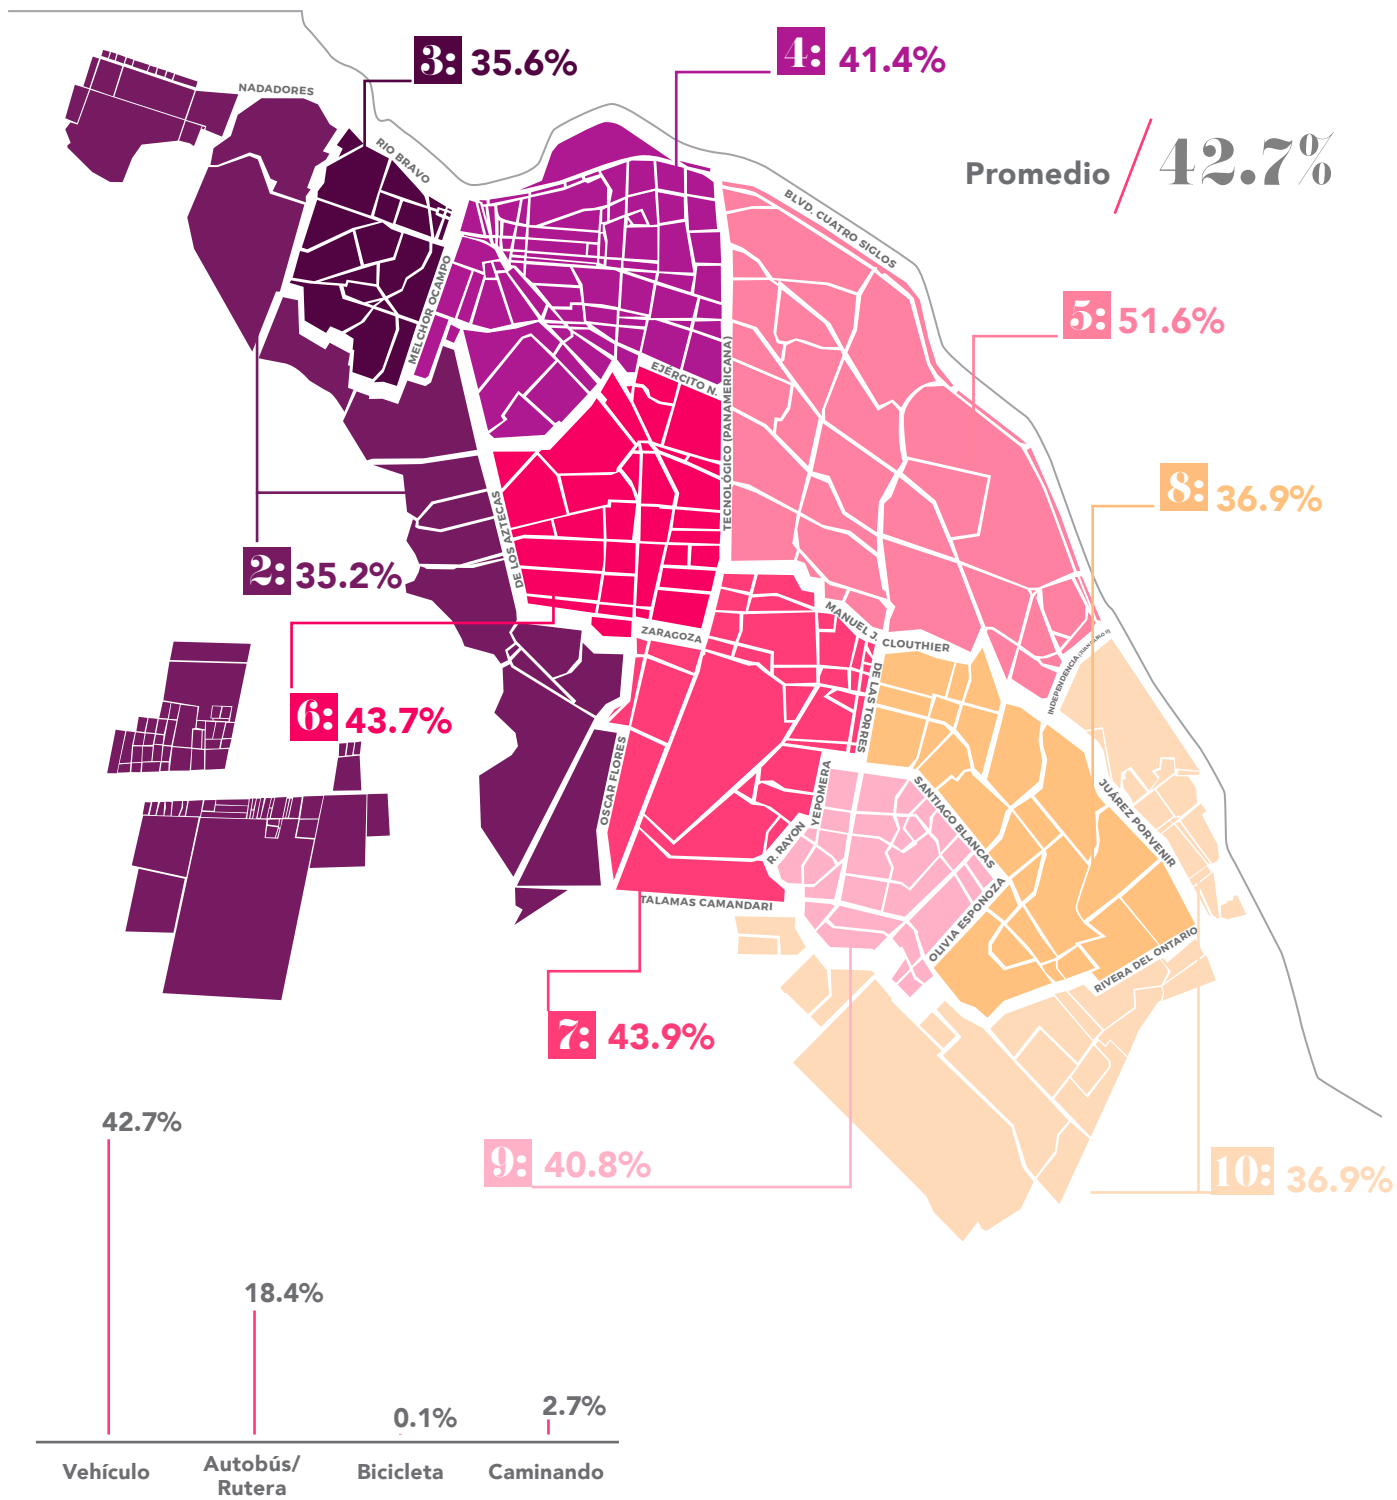 3: 35.6%
4: 41.4%
NADADORES
RIO BRAVO
Promedio / 42.7%
BLVD. CUATRO SIGLOS
MELCHOR OCAMPO
5: 51.6%
EJÉRCITO N.
TECNOLÓGICO (PANAMERICANA)
8: 36.9%
DE LOS AZTECAS
2: 35.2%
ZARAGOZA
MANUEL J. CLOUTHIER
DE LAS TORRES
6: 43.7%
OSCAR FLORES
YEPOMERA
SANTIAGO BLANCAS
JUÁREZ PORVENIR
R. RAYON
OLIVIA ESPONOZA
TALAMAS CAMANDARI
RIVERA DEL ONTARIO
7: 43.9%
9: 40.8%
10: 36.9%
42.7%
18.4%
0.1%
2.7%
Vehículo
Autobús/
Rutera
Bicicleta
Caminando
INDEPENDENCIA